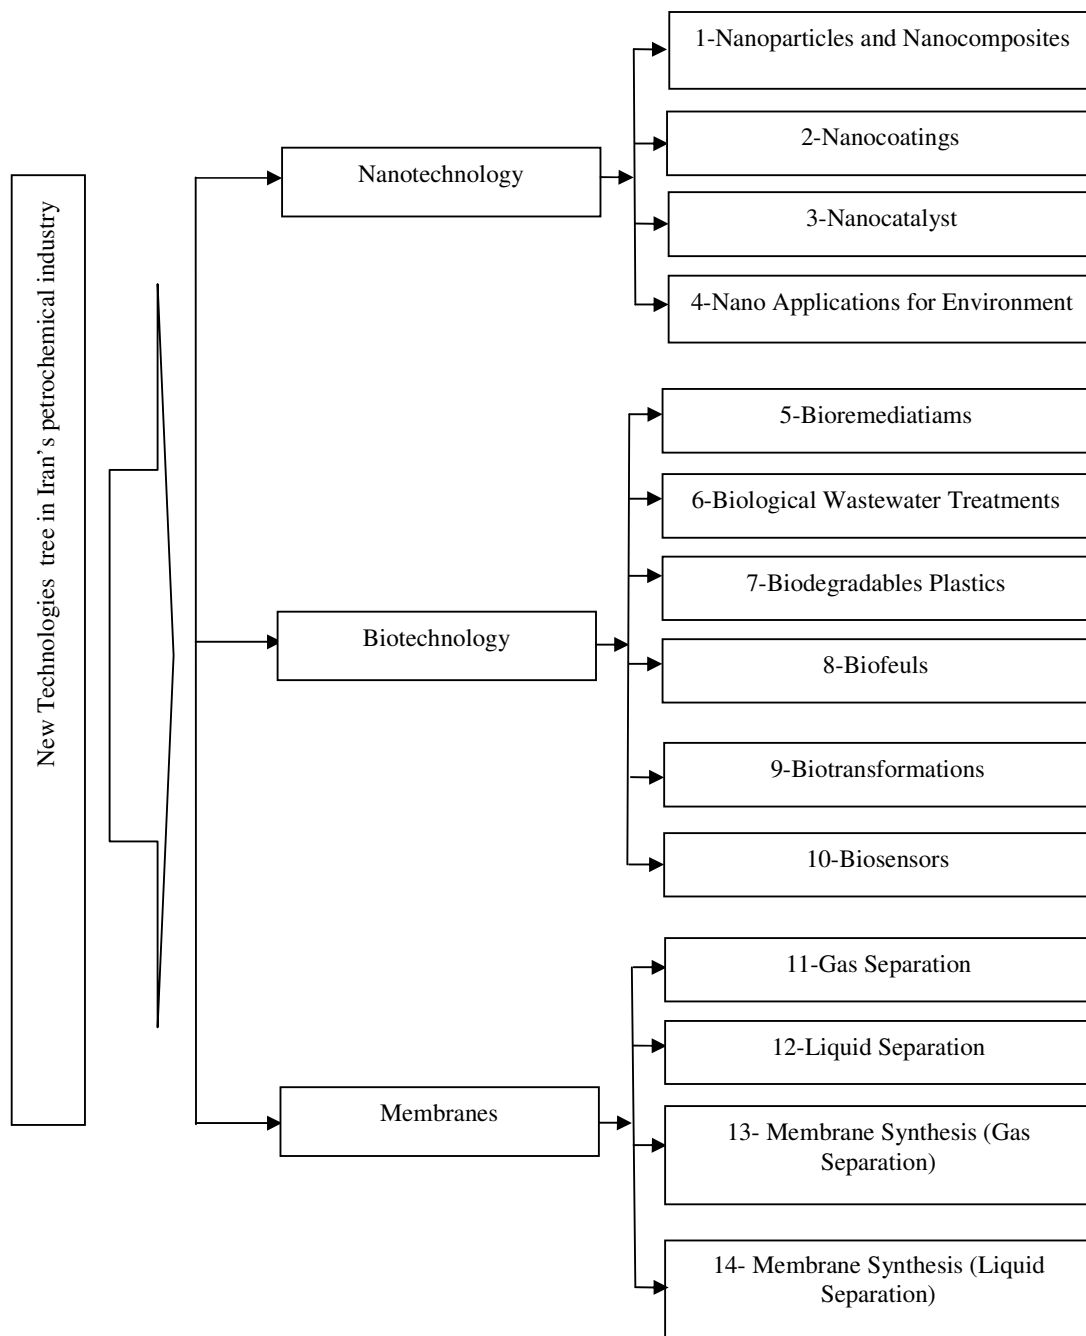 New Technologies tree in Iran's petrochemical industry
Nanotechnology
1-Nanoparticles and Nanocomposites
2-Nanocoatings
3-Nanocatalyst
4-Nano Applications for Environment
Biotechnology
5-Bioremediatiams
6-Biological Wastewater Treatments
7-Biodegradables Plastics
8-Biofeuls
9-Biotransformations
10-Biosensors
Membranes
11-Gas Separation
12-Liquid Separation
13- Membrane Synthesis (Gas
Separation)
14- Membrane Synthesis (Liquid
Separation)